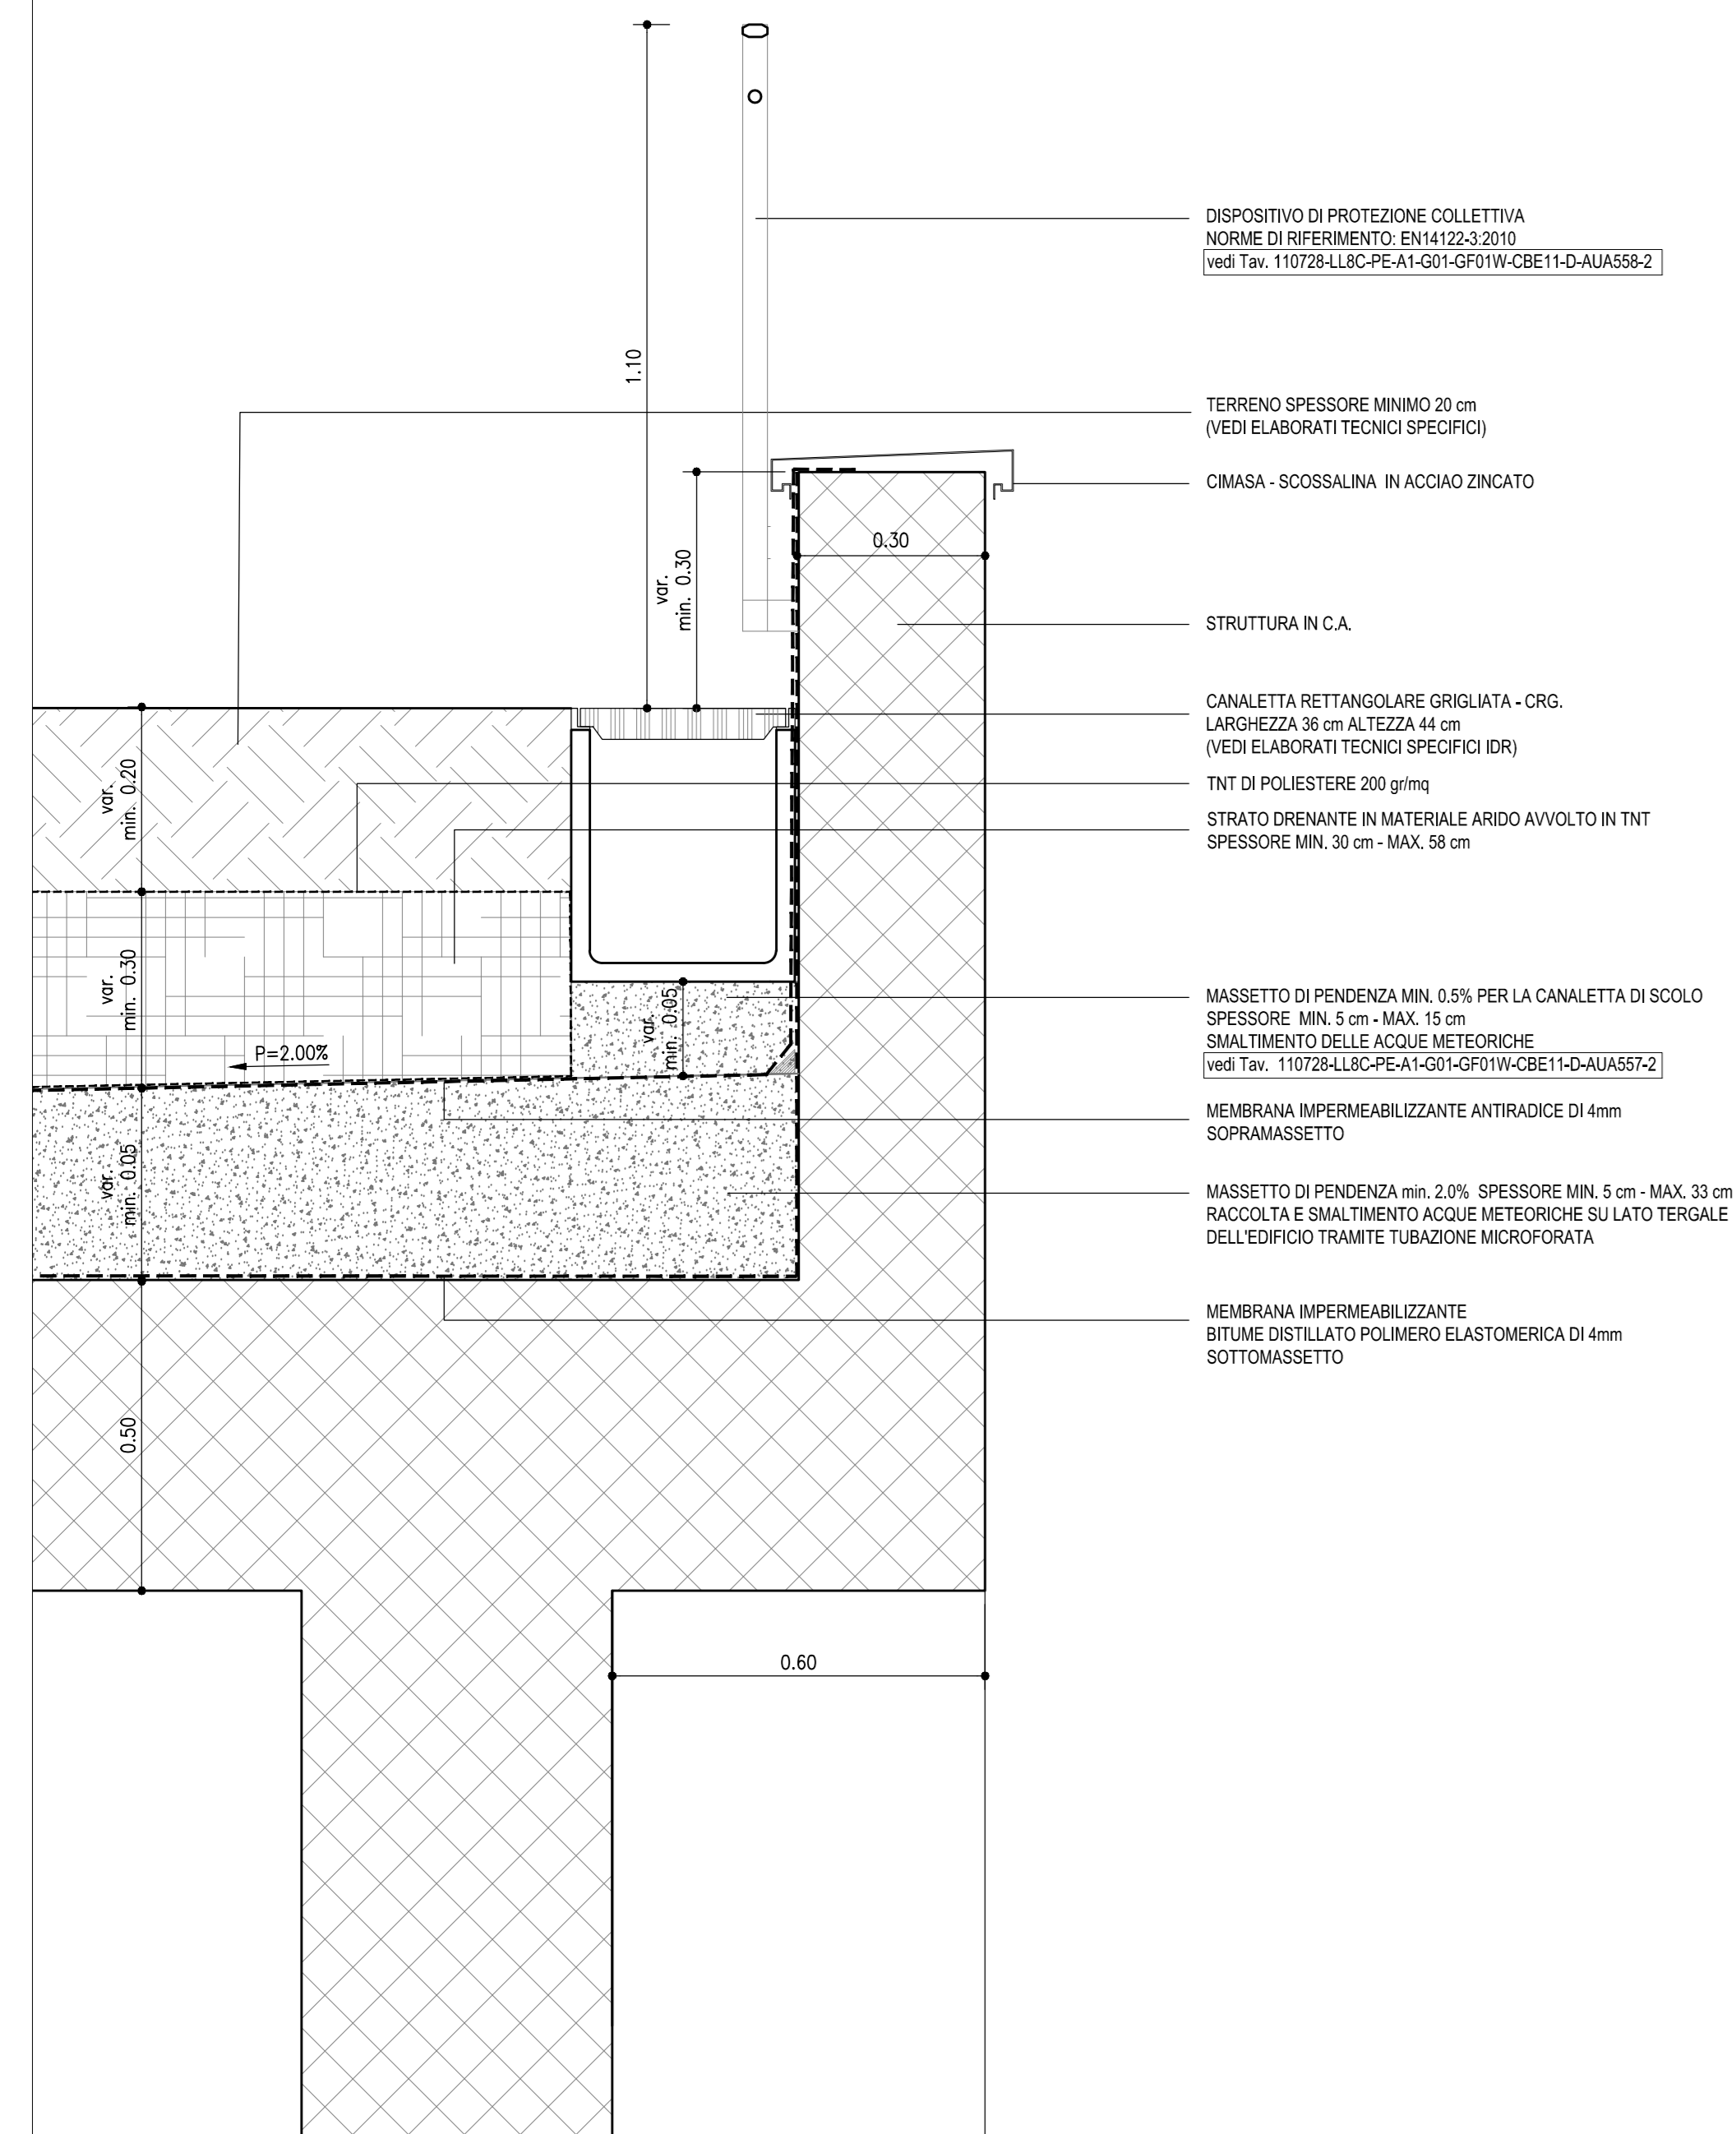 1.10
DISPOSITIVO DI PROTEZIONE COLLETTIVA
NORME DI RIFERIMENTO: EN14122-3:2010
vedi Tav. 110728-LL8C-PE-A1-G01-GF01W-CBE11-D-AUA558-2
TERRENO SPESSORE MINIMO 20 cm
(VEDI ELABORATI TECNICI SPECIFICI)
CIMASA - SCOSSALINA IN ACCIAO ZINCATO
0.30
var.
min. 0.30
STRUTTURA IN C.A.
CANALETTA RETTANGOLARE GRIGLIATA - CRG.
LARGHEZZA 36 cm ALTEZZA 44 cm
(VEDI ELABORATI TECNICI SPECIFICI IDR)
var.
min. 0.20
TNT DI POLIESTERE 200 gr/mq
STRATO DRENANTE IN MATERIALE ARIDO AVVOLTO IN TNT
SPESSORE MIN. 30 cm - MAX. 58 cm
var.
min. 0.30
var.
min. 0.05
P=2.00%
MASSETTO DI PENDENZA MIN. 0.5% PER LA CANALETTA DI SCOLO
SPESSORE MIN. 5 cm - MAX. 15 cm
SMALTIMENTO DELLE ACQUE METEORICHE
vedi Tav. 110728-LL8C-PE-A1-G01-GF01W-CBE11-D-AUA557-2
MEMBRANA IMPERMEABILIZZANTE ANTIRADICE DI 4mm
SOPRAMASSETTO
var.
min. 0.05
MASSETTO DI PENDENZA min. 2.0% SPESSORE MIN. 5 cm - MAX. 33 cm
RACCOLTA E SMALTIMENTO ACQUE METEORICHE SU LATO TERGALE
DELL'EDIFICIO TRAMITE TUBAZIONE MICROFORATA
MEMBRANA IMPERMEABILIZZANTE
BITUME DISTILLATO POLIMERO ELASTOMERICA DI 4mm
SOTTOMASSETTO
0.50
0.60